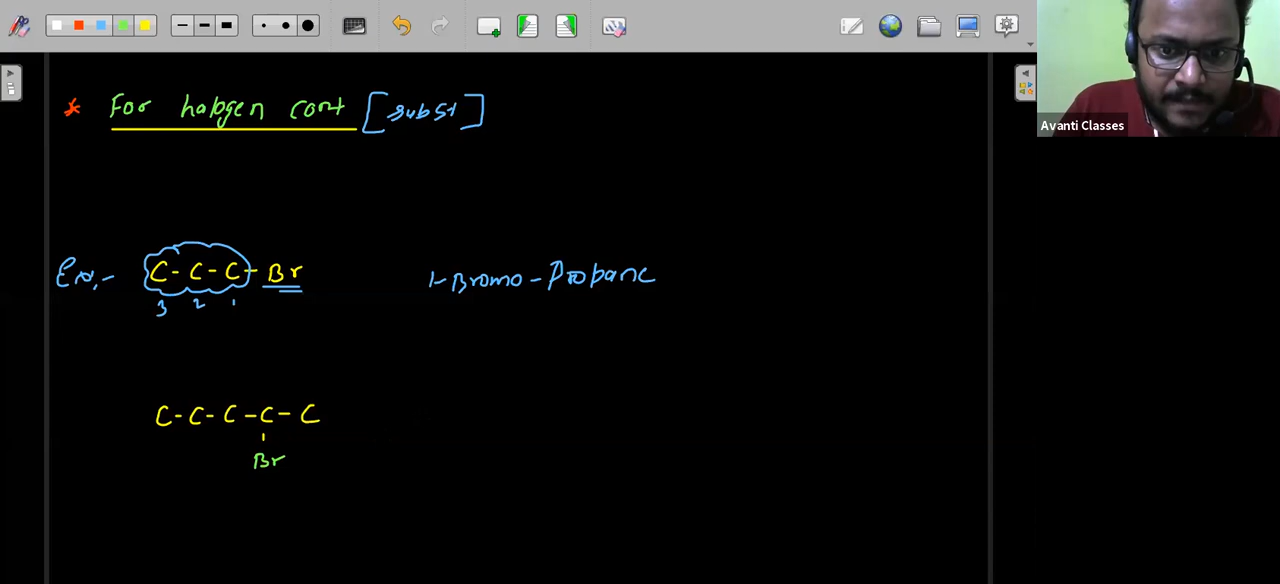 Avanti Classes
* For halogen cont [subst]
Ex,- C-C-C-Br 1-Bromo-Propane
3 2 1
C-C-C-C-C
Br